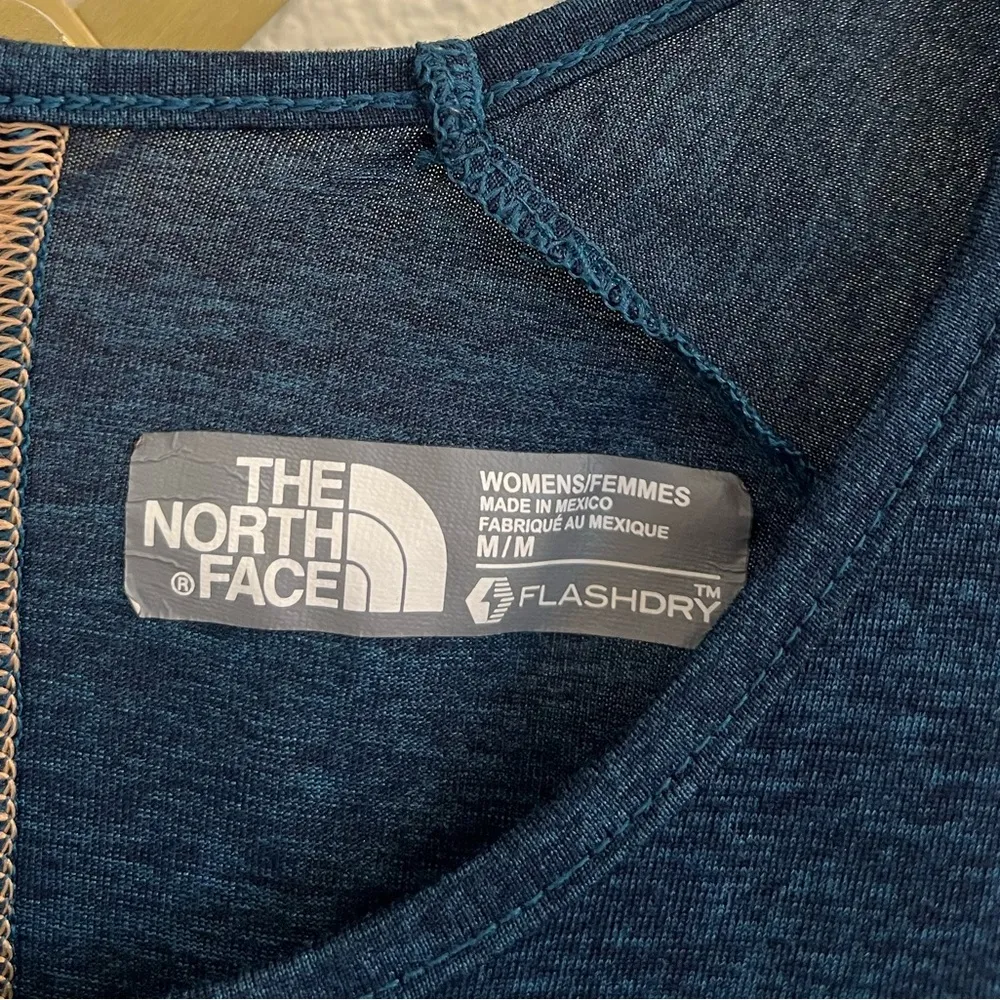 THE
NORTH
®FACE
WOMENS/FEMMES
MADE IN MEXICO
FABRIQUÉ AU MEXIQUE
M/M
FLASHDRY™